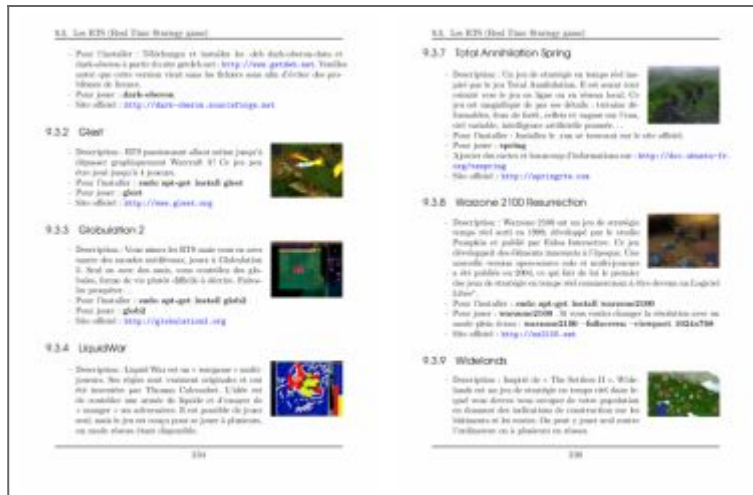 9.3. Les RTS (Real Time Strategy game)
- Pour l'installer : Téléchargez et installez les .deb dark-oberon-data et
dark-oberon à partir du site getdeb.net : http://www.getdeb.net. Veuillez
noter que cette version vient sans les fichiers sons afin d'éviter des pro-
blèmes de licence.
- Pour jouer : dark-oberon
- Site officiel : http://dark-oberon.sourceforge.net
9.3.2 Glest
- Description : RTS passionnant allant même jusqu'à
dépasser graphiquement Warcraft 3! Ce jeu peu
être joué jusqu'à 4 joueurs.
- Pour l'installer : sudo apt-get install glest
- Pour jouer : glest
- Site officiel : http://www.glest.org
9.3.3 Globulation 2
- Description : Vous aimez les RTS mais vous en avez
marre des mondes médiévaux, jouez à Globulation
2. Seul ou avec des amis, vous contrôlez des glo-
bules, forme de vie plutôt difficile à décrire. Faites-
les prospérer.
- Pour l'installer : sudo apt-get install glob2
- Pour jouer : glob2
- Site officiel : http://globulation2.org
9.3.4 LiquidWar
- Description : Liquid War est un « wargame » multi-
joueurs. Ses règles sont vraiment originales et ont
été inventées par Thomas Colcombet. L'idée est
de contrôler une armée de liquide et d'essayer de
« manger » ses adversaires. Il est possible de jouer
seul, mais le jeu est conçu pour se jouer à plusieurs,
un mode réseau étant disponible.
9.3. Les RTS (Real Time Strategy game)
9.3.7 Total Annihilation Spring
- Description : Un jeu de stratégie en temps réel ins-
piré par le jeu Total Annihilation. Il est avant tout
orienté vers le jeu en ligne ou en réseau local. Ce
jeu est magnifique de par ses détails : terrains dé-
formables, feux de forêt, reflets et vagues sur l'eau,
ciel variable, intelligence artificielle poussée...
- Pour l'installer : Installez le .run se trouvant sur le site officiel.
- Pour jouer : spring
- Ajouter des cartes et beaucoup d'informations sur : http://doc.ubuntu-fr.
org/taspring
- Site officiel : http://springrts.com
9.3.8 Warzone 2100 Resurrection
- Description : Warzone 2100 est un jeu de stratégie
temps réel sorti en 1999, développé par le studio
Pumpkin et publié par Eidos Interactive. Ce jeu
développait des éléments innovants à l'époque. Une
nouvelle version open-source solo et multi-joueurs
a été publiée en 2004, ce qui fait de lui le premier
des jeux de stratégie en temps réel commerciaux à être devenu un Logiciel
Libre".
- Pour l'installer : sudo apt-get install warzone2100
- Pour jouer : warzone2100. Si vous voulez changer la résolution avec un
mode plein écran : warzone2100 --fullscreen --viewport 1024x768
- Site officiel : http://wz2100.net
9.3.9 Widelands
- Description : Inspiré de « The Settlers II », Wide-
lands est un jeu de stratégie en temps réel dans le-
quel vous devez vous occuper de votre population
en donnant des indications de construction sur les
bâtiments et les routes. On peut y jouer seul contre
l'ordinateur ou à plusieurs en réseau.